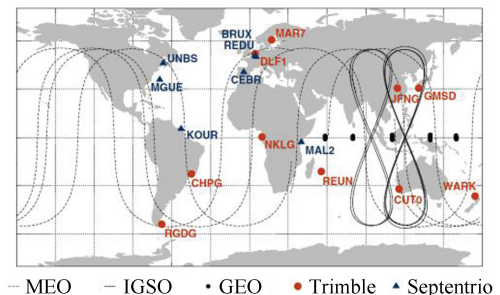 BRUX MAR7
REDU
UNBS DLF1
MGUE CEBR
JFNG GMSD
KOUR
NKLG MAL2
CHPG REUN
CUT0 WARK
RGDG
MEO IGSO GEO Trimble Septentrio